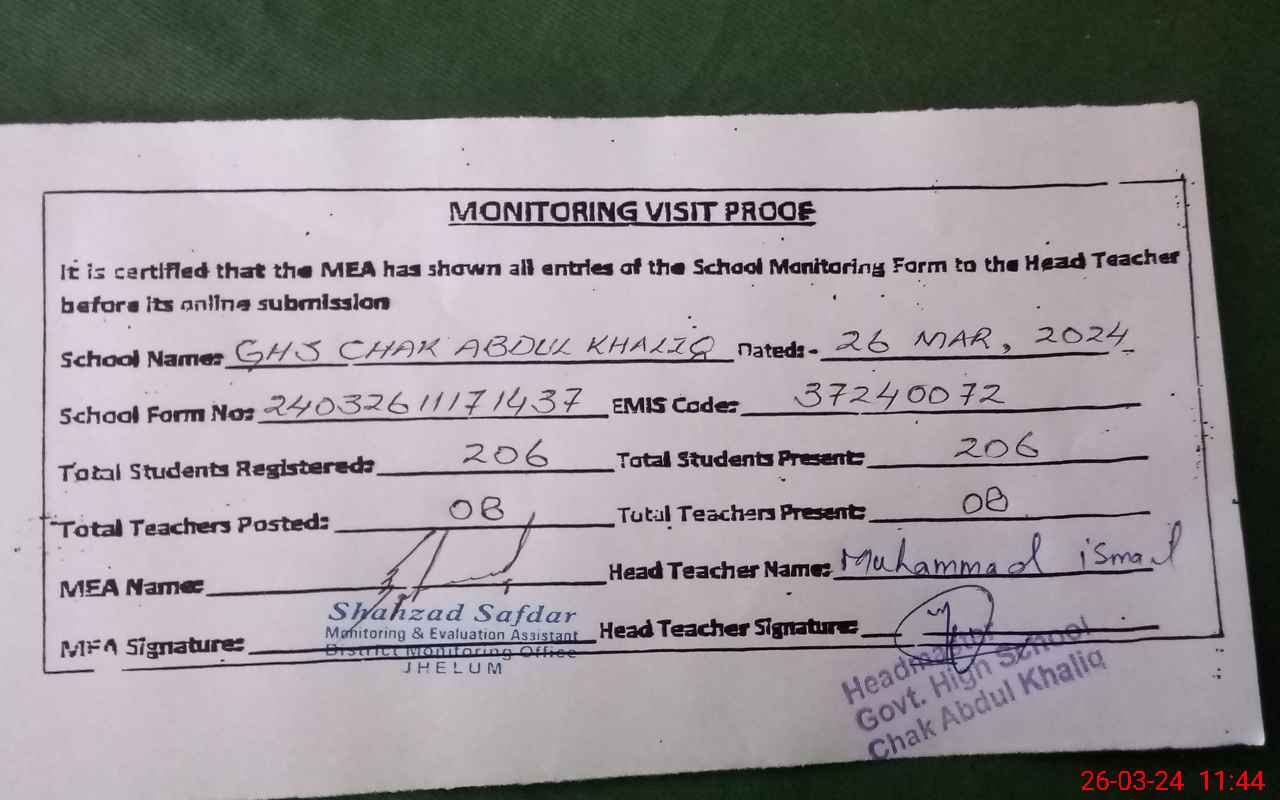 MONITORING VISIT PROOF
It is certified that the MEA has shown all entries of the School Monitoring Form to the Head Teacher
before its online submission
School Name: GHS CHAK ABDUL KHALIQ Dated:- 26 MAR, 2024
School Form No: 24032611171437 EMIS Code: 37240072
Total Students Registered: 206 Total Students Present: 206
Total Teachers Posted: 08 Total Teachers Present: 08
MEA Name: Head Teacher Name: Muhammad ismail
Shahzad Safdar
Monitoring & Evaluation Assistant
MEA Signature: Head Teacher Signature:
District Monitoring Office
JHELUM
Headmaster
Govt. High School
Chak Abdul Khaliq
26-03-24 11:44